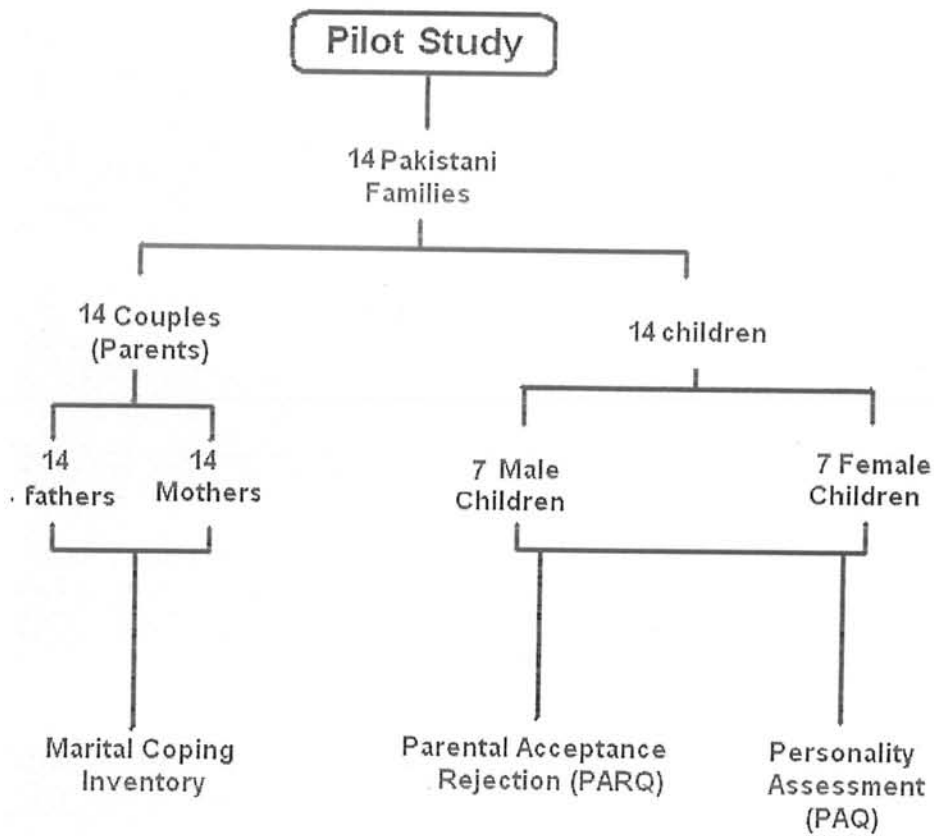 Pilot Study
14 Pakistani
Families
14 Couples
(Parents)
14 children
14
fathers
14
Mothers
7 Male
Children
7 Female
Children
Marital Coping
Inventory
Parental Acceptance
Rejection (PARQ)
Personality
Assessment
(PAQ)